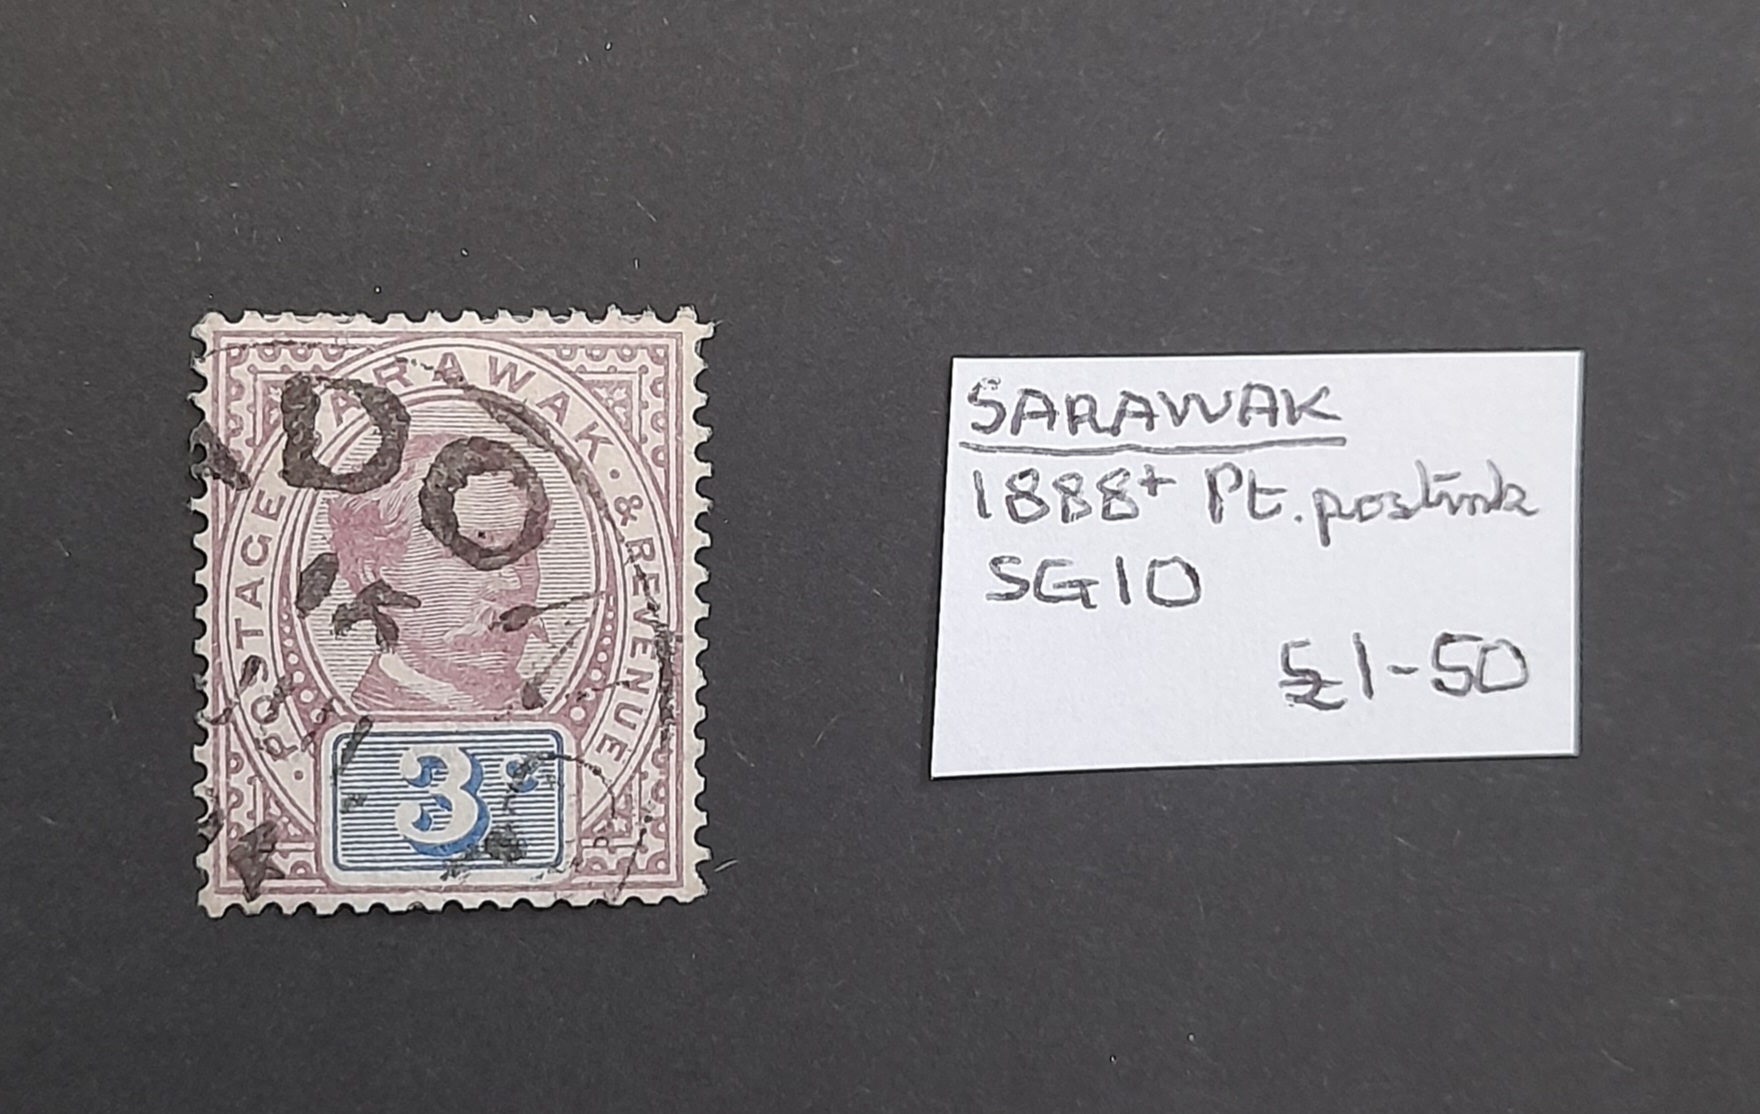 POSTAGE SARAWAK. & REVENUE.
DO
3c
SARAWAK
1888+ Pt. postmk
SG10
£1-50